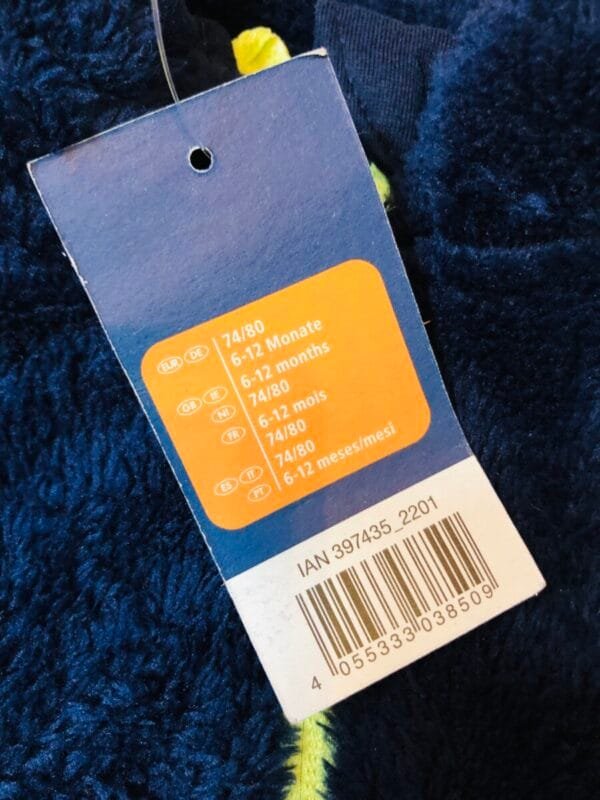 EUR DE 74/80
6-12 Monate
GB IE 6-12 months
NI 74/80
6-12 mois
FR 74/80
74/80
ES IT PT 6-12 meses/mesi
IAN 397435_2201
4 055333 038509